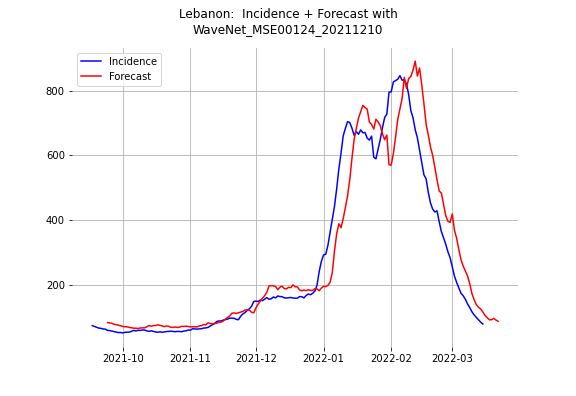 Lebanon:  Incidence + Forecast with
WaveNet_MSE00124_20211210
Incidence
Forecast
800
600
400
200
2021-10
2021-11
2021-12
2022-01
2022-02
2022-03